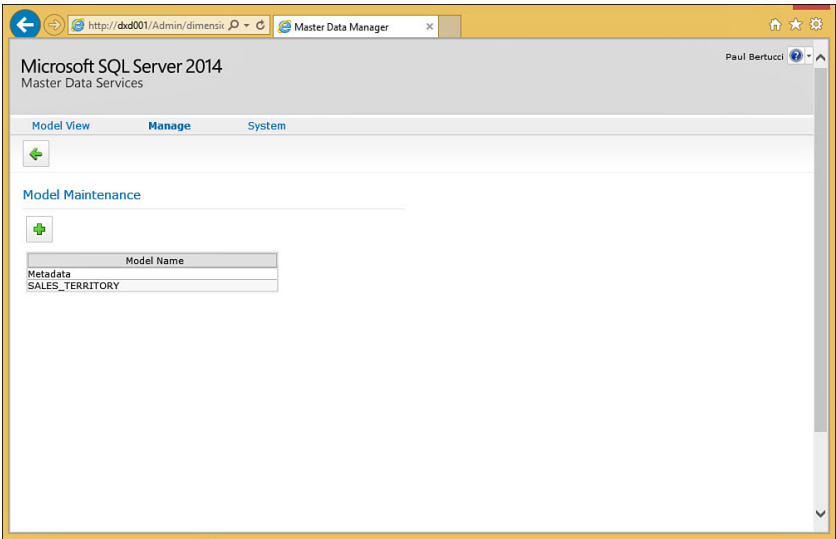 http://dxd001/Admin/dimensic
Master Data Manager
Paul Bertucci
Microsoft SQL Server 2014
Master Data Services
Model View Manage System
Model Maintenance
Model Name
Metadata
SALES_TERRITORY